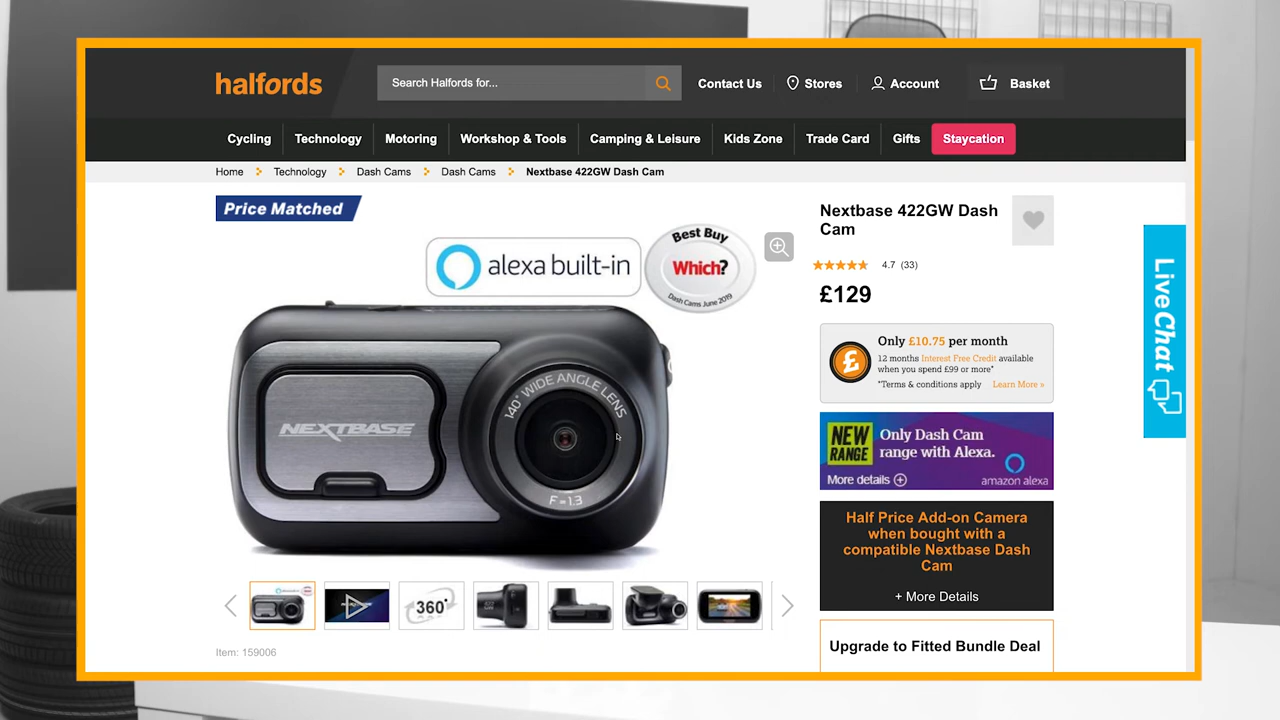 halfords
Search Halfords for...
Contact Us
Stores
Account
Basket
Cycling
Technology
Motoring
Workshop & Tools
Camping & Leisure
Kids Zone
Trade Card
Gifts
Staycation
Home
Technology
Dash Cams
Dash Cams
Nextbase 422GW Dash Cam
Price Matched
alexa built-in
Best Buy
Which?
Dash Cams June 2019
NEXTBASE
140° WIDE ANGLE LENS
F=1.3
360°
Item: 159006
Nextbase 422GW Dash
Cam
4.7 (33)
£129
Only £10.75 per month
12 months Interest Free Credit available
when you spend £99 or more*
*Terms & conditions apply
Learn More »
NEW
RANGE
Only Dash Cam
range with Alexa.
More details
amazon alexa
Half Price Add-on Camera
when bought with a
compatible Nextbase Dash
Cam
+ More Details
Upgrade to Fitted Bundle Deal
LiveChat